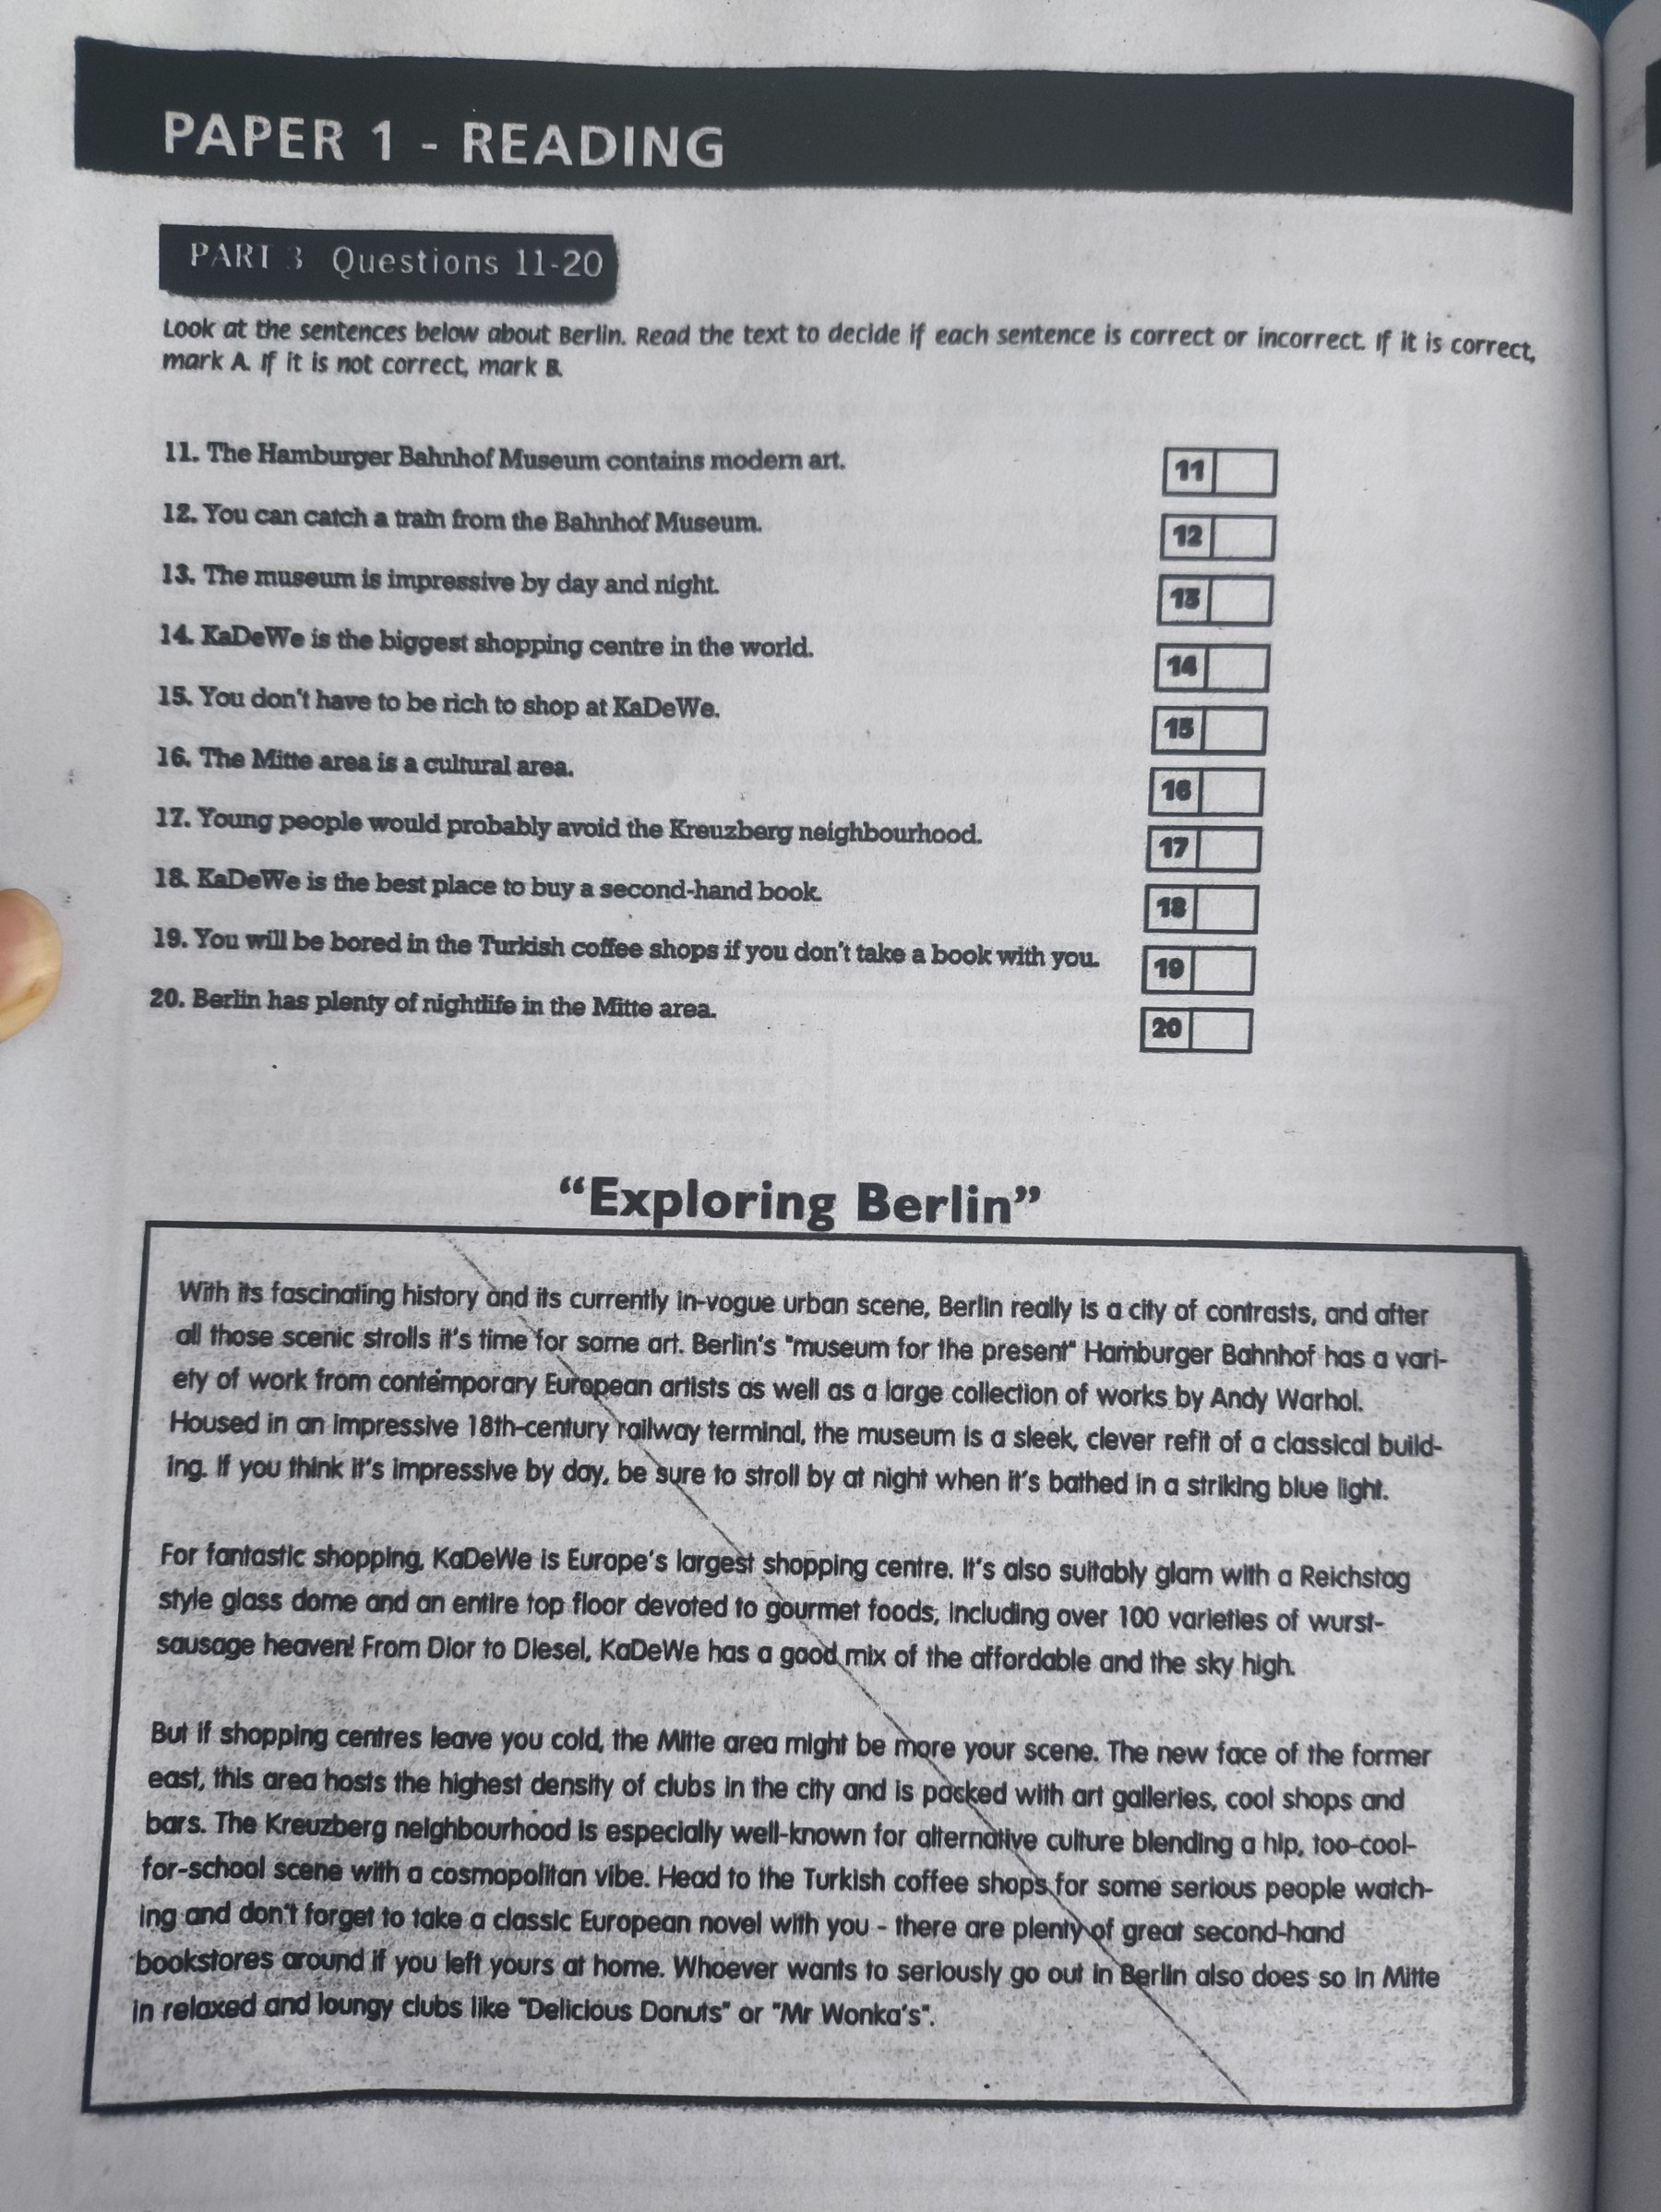 PAPER 1 - READING
PART 3 Questions 11-20
Look at the sentences below about Berlin. Read the text to decide if each sentence is correct or incorrect. If it is correct,
mark A. If it is not correct, mark B.
11. The Hamburger Bahnhof Museum contains modern art.
11
12. You can catch a train from the Bahnhof Museum.
12
13. The museum is impressive by day and night.
13
14. KaDeWe is the biggest shopping centre in the world.
14
15. You don't have to be rich to shop at KaDeWe.
15
16. The Mitte area is a cultural area.
16
17. Young people would probably avoid the Kreuzberg neighbourhood.
17
18. KaDeWe is the best place to buy a second-hand book.
18
19. You will be bored in the Turkish coffee shops if you don't take a book with you.
19
20. Berlin has plenty of nightlife in the Mitte area.
20
"Exploring Berlin"
With its fascinating history and its currently in-vogue urban scene, Berlin really is a city of contrasts, and after
all those scenic strolls it's time for some art. Berlin's "museum for the present" Hamburger Bahnhof has a vari-
ety of work from contemporary European artists as well as a large collection of works by Andy Warhol.
Housed in an impressive 18th-century railway terminal, the museum is a sleek, clever refit of a classical build-
ing. If you think it's impressive by day, be sure to stroll by at night when it's bathed in a striking blue light.
For fantastic shopping, KaDeWe is Europe's largest shopping centre. It's also suitably glam with a Reichstag
style glass dome and an entire top floor devoted to gourmet foods, including over 100 varieties of wurst-
sausage heaven! From Dior to Diesel, KaDeWe has a good mix of the affordable and the sky high.
But if shopping centres leave you cold, the Mitte area might be more your scene. The new face of the former
east, this area hosts the highest density of clubs in the city and is packed with art galleries, cool shops and
bars. The Kreuzberg neighbourhood is especially well-known for alternative culture blending a hip, too-cool-
for-school scene with a cosmopolitan vibe. Head to the Turkish coffee shops for some serious people watch-
ing and don't forget to take a classic European novel with you - there are plenty of great second-hand
bookstores around if you left yours at home. Whoever wants to seriously go out in Berlin also does so in Mitte
in relaxed and loungy clubs like "Delicious Donuts" or "Mr Wonka's".